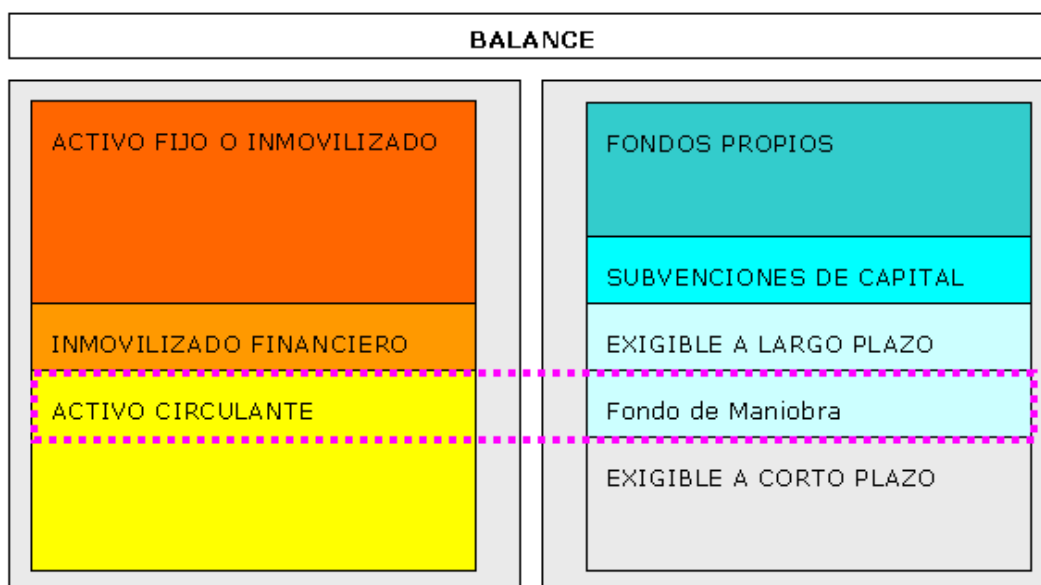 BALANCE
ACTIVO FIJO O INMOVILIZADO
INMOVILIZADO FINANCIERO
ACTIVO CIRCULANTE
FONDOS PROPIOS
SUBVENCIONES DE CAPITAL
EXIGIBLE A LARGO PLAZO
Fondo de Maniobra
EXIGIBLE A CORTO PLAZO